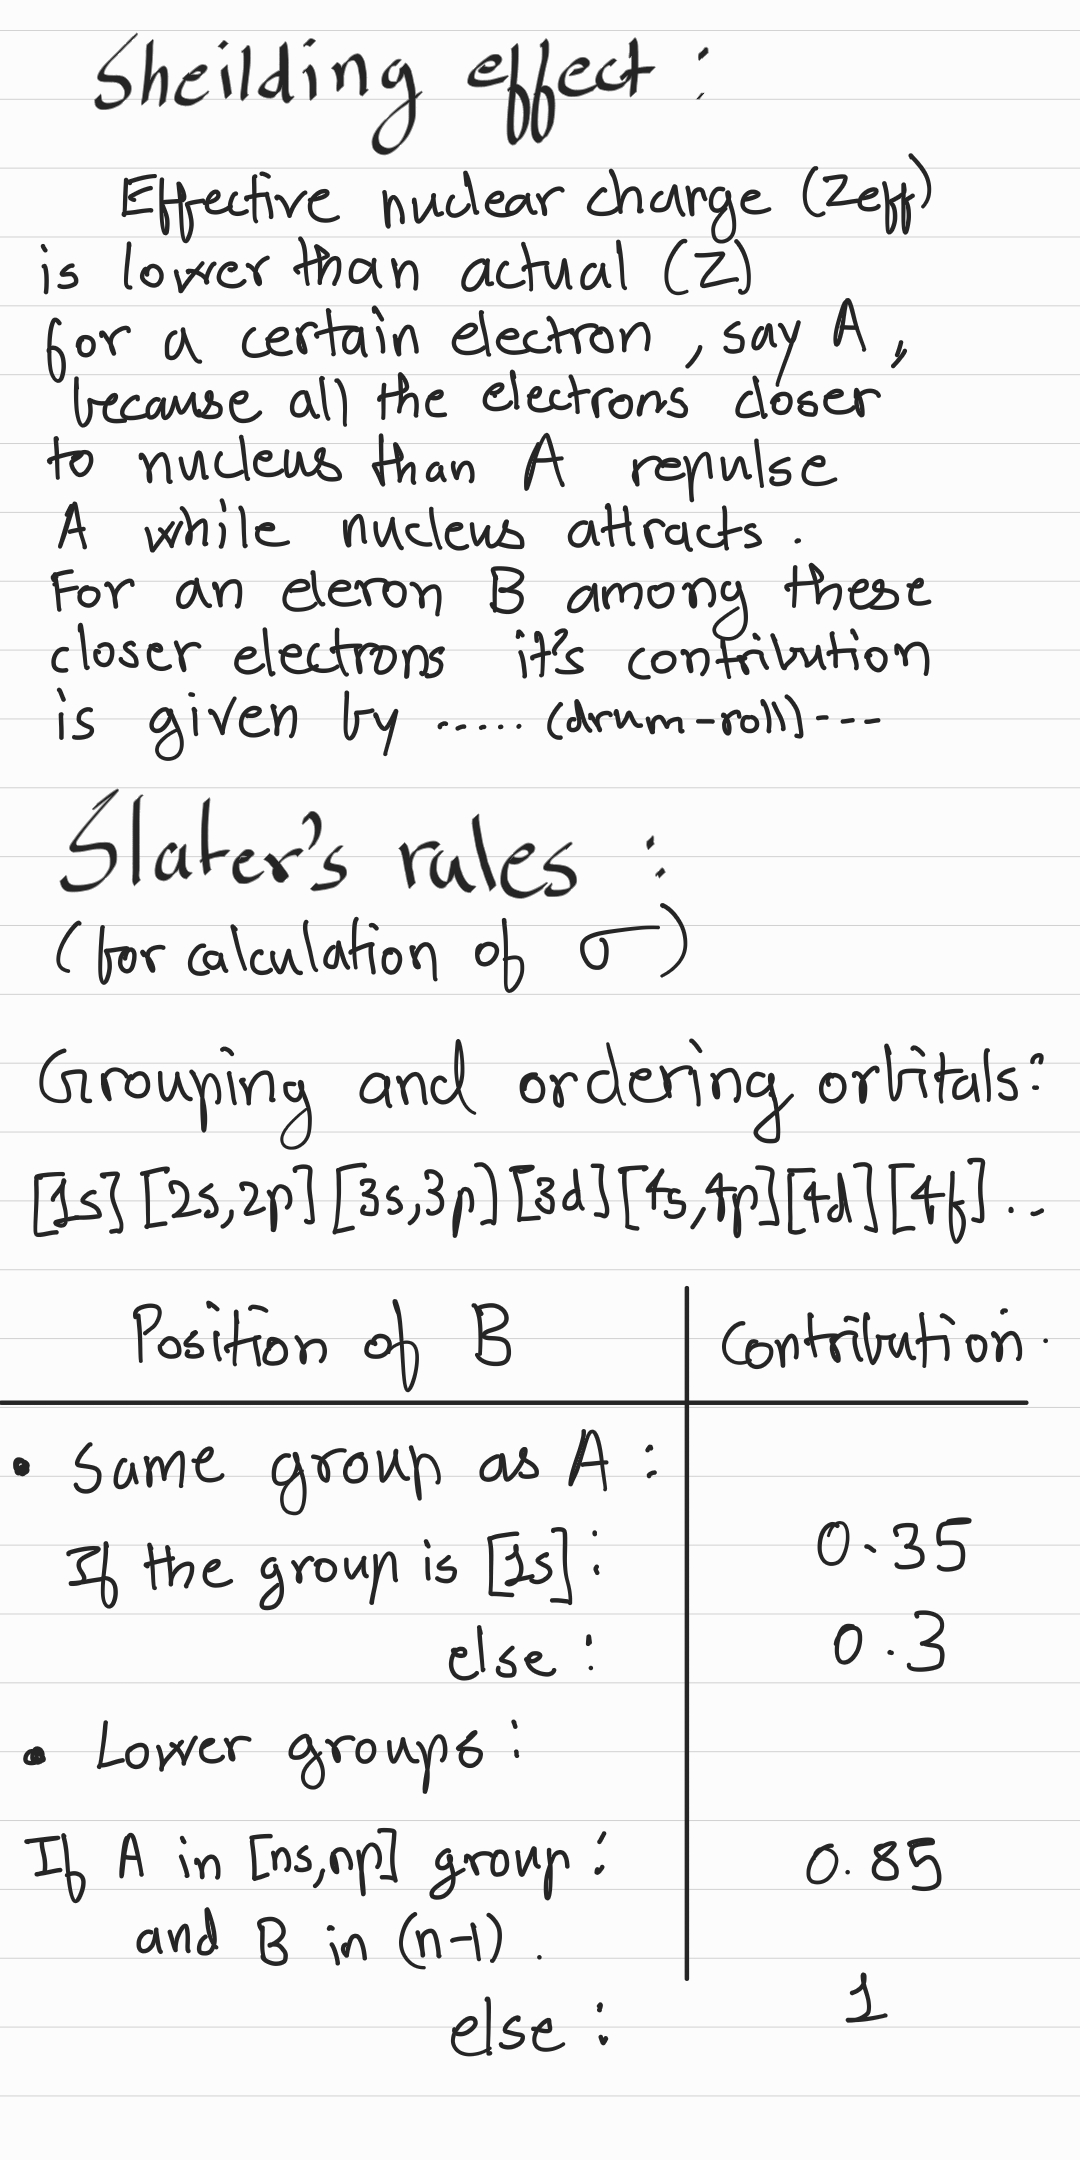 Sheilding effect :
Effective nuclear charge (Zeff)
is lower than actual (Z)
for a certain electron, say A,
because all the electrons closer
to nucleus than A repulse
A while nucleus attracts.
For an eleron B among these
closer electrons it's contribution
is given by ..... (drum-roll)----
Slater's rules :
(for calculation of σ)
Grouping and ordering orbitals:
[1s] [2s,2p] [3s,3p) [3d] [4s,4p] [4d] [4f]...
Position of B Contribution.
• Same group as A :
If the group is [1s] : 0.35
else : 0.3
• Lower groups :
If A in [ns,np] group : 0.85
and B in (n-1).
else : 1